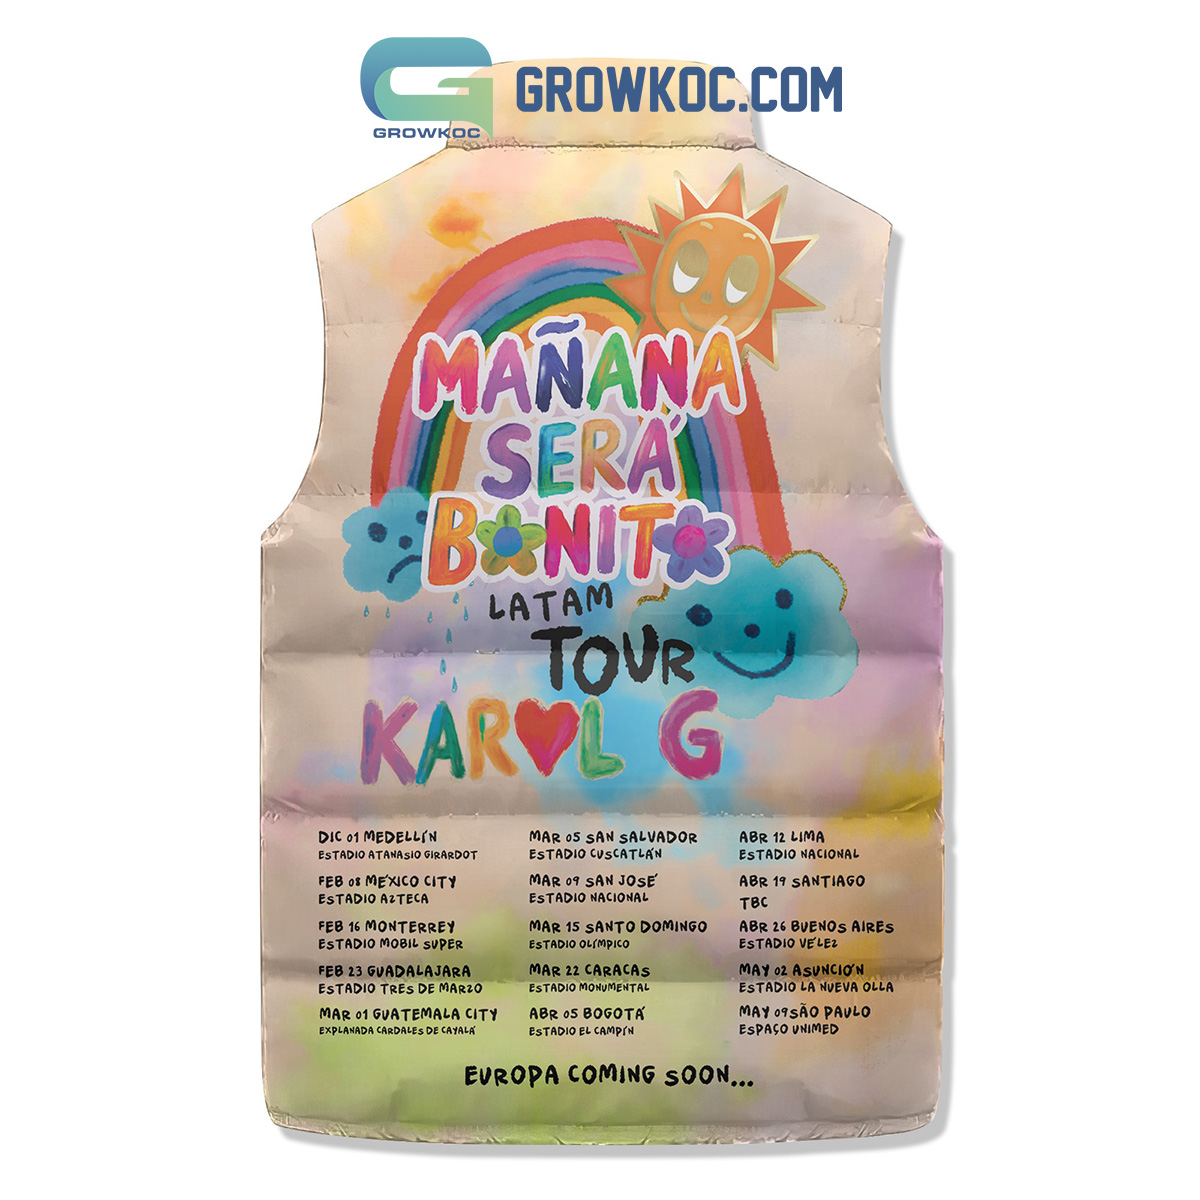 GROWKOC
GROWKOC.COM
MAÑANA
SERÁ
BONITO
LATAM
TOUR
KAROL G
DIC 01 MEDELLÍN
ESTADIO ATANASIO GIRARDOT
FEB 08 MÉXICO CITY
ESTADIO AZTECA
FEB 16 MONTERREY
ESTADIO MOBIL SUPER
FEB 23 GUADALAJARA
ESTADIO TRES DE MARZO
MAR 01 GUATEMALA CITY
EXPLANADA CARDALES DE CAYALÁ
MAR 05 SAN SALVADOR
ESTADIO CUSCATLÁN
MAR 09 SAN JOSÉ
ESTADIO NACIONAL
MAR 15 SANTO DOMINGO
ESTADIO OLÍMPICO
MAR 22 CARACAS
ESTADIO MONUMENTAL
ABR 05 BOGOTÁ
ESTADIO EL CAMPÍN
ABR 12 LIMA
ESTADIO NACIONAL
ABR 19 SANTIAGO
TBC
ABR 26 BUENOS AIRES
ESTADIO VÉLEZ
MAY 02 ASUNCIÓN
ESTADIO LA NUEVA OLLA
MAY 09 SÃO PAULO
ESPAÇO UNIMED
EUROPA COMING SOON...